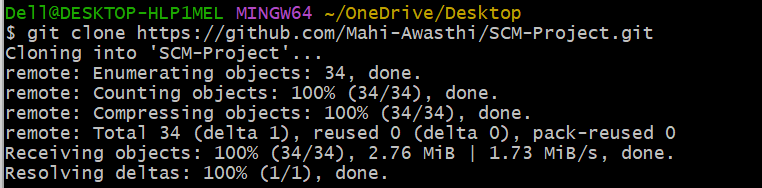 Dell@DESKTOP-HLP1MEL MINGW64 ~/OneDrive/Desktop
$ git clone https://github.com/Mahi-Awasthi/SCM-Project.git
Cloning into 'SCM-Project'...
remote: Enumerating objects: 34, done.
remote: Counting objects: 100% (34/34), done.
remote: Compressing objects: 100% (34/34), done.
remote: Total 34 (delta 1), reused 0 (delta 0), pack-reused 0
Receiving objects: 100% (34/34), 2.76 MiB | 1.73 MiB/s, done.
Resolving deltas: 100% (1/1), done.